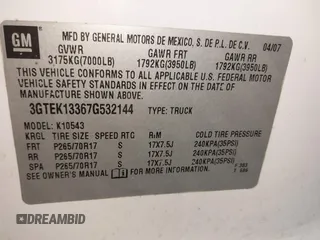 GM
MFD BY GENERAL MOTORS DE MEXICO, S. DE P.L. DE C.V. 04/07
GVWR GAWR FRT GAWR RR
3175KG(7000LB) 1792KG(3950LB) 1792KG(3950LB)
THIS VEHICLE CONFORMS TO ALL APPLICABLE U.S. FEDERAL MOTOR
VEHICLE SAFETY STANDARDS IN EFFECT ON THE DATE OF
MANUFACTURE SHOWN ABOVE.
3GTEK13367G532144 TYPE: TRUCK
MODEL: K10543
KRGL TIRE SIZE SPEED RTG RIM COLD TIRE PRESSURE
FRT P265/70R17 S 17X7.5J 240KPA(35PSI)
RR P265/70R17 S 17X7.5J 240KPA(35PSI)
SPA P265/70R17 S 17X7.5J 240KPA(35PSI)
SEE OWNER'S MANUAL FOR ADDITIONAL INFORMATION
DREAMBID